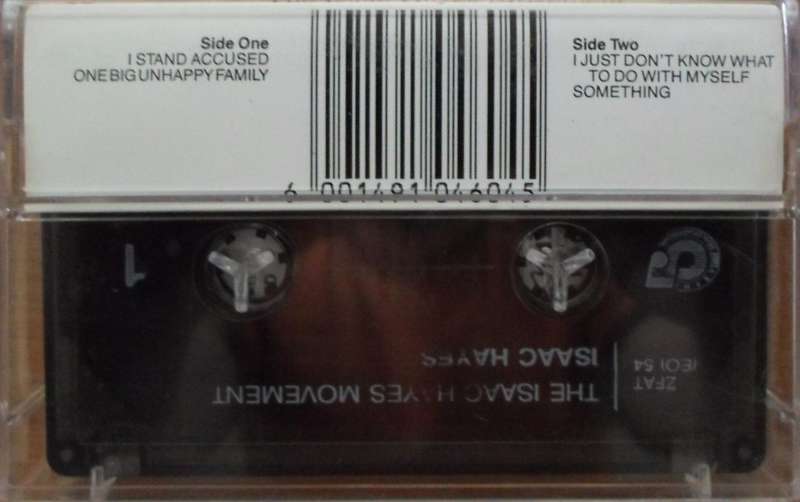 Side One
I STAND ACCUSED
ONE BIG UNHAPPY FAMILY
Side Two
I JUST DON'T KNOW WHAT
TO DO WITH MYSELF
SOMETHING
6 001491 046045
1
THE ISAAC HAYES MOVEMENT
ISAAC HAYES
ZFAT
(EO) 54